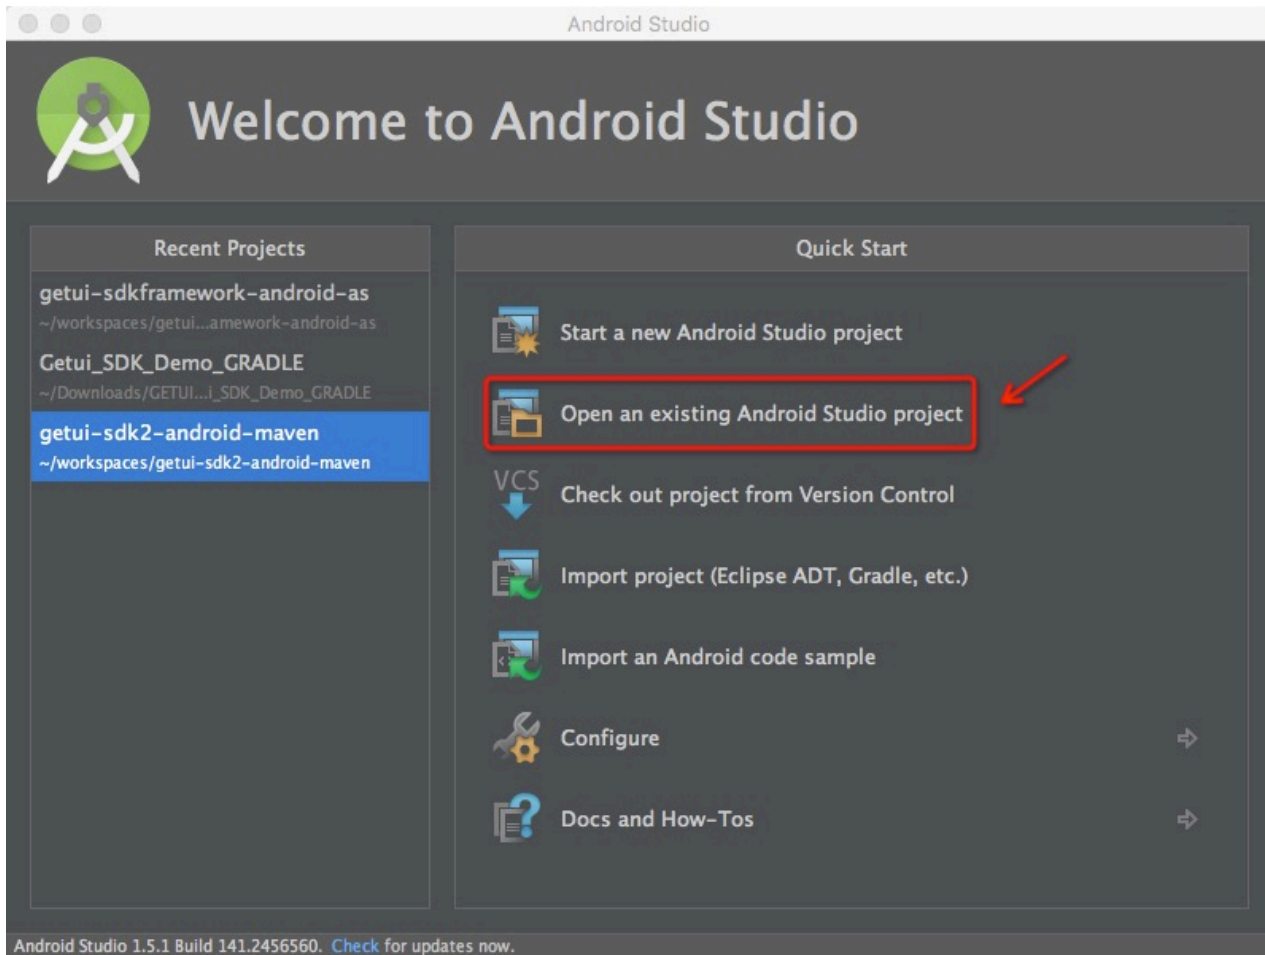 Android Studio
Welcome to Android Studio
Recent Projects
getui-sdkframework-android-as
~/workspaces/getui...amework-android-as
Getui_SDK_Demo_GRADLE
~/Downloads/GETUI...i_SDK_Demo_GRADLE
getui-sdk2-android-maven
~/workspaces/getui-sdk2-android-maven
Quick Start
Start a new Android Studio project
Open an existing Android Studio project
VCS
Check out project from Version Control
Import project (Eclipse ADT, Gradle, etc.)
Import an Android code sample
Configure
Docs and How-Tos
Android Studio 1.5.1 Build 141.2456560. Check for updates now.